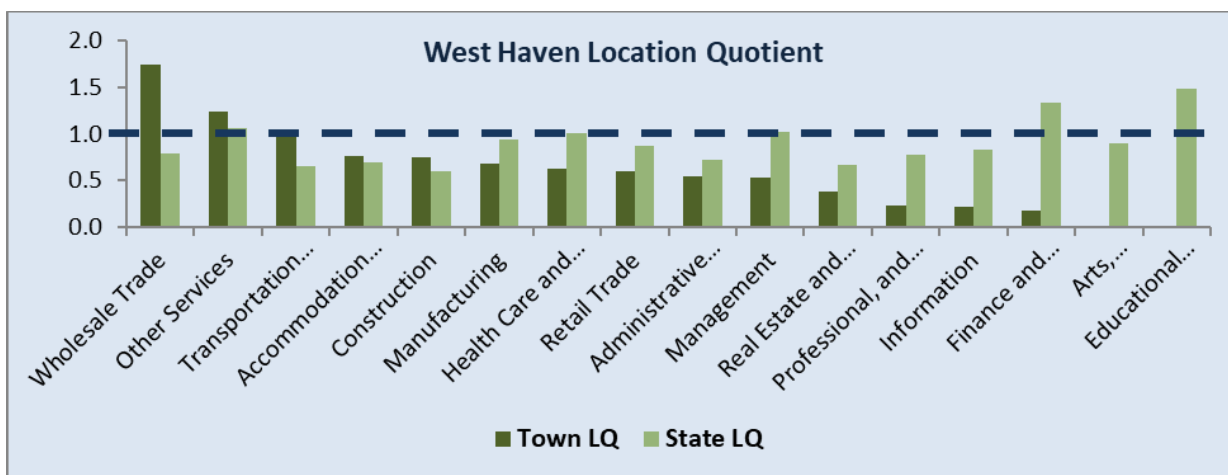 West Haven Location Quotient
2.0
1.5
1.0
0.5
0.0
Wholesale Trade
Other Services
Transportation...
Accommodation...
Construction
Manufacturing
Health Care and...
Retail Trade
Administrative...
Management
Real Estate and...
Professional, and...
Information
Finance and...
Arts,...
Educational...
Town LQ State LQ